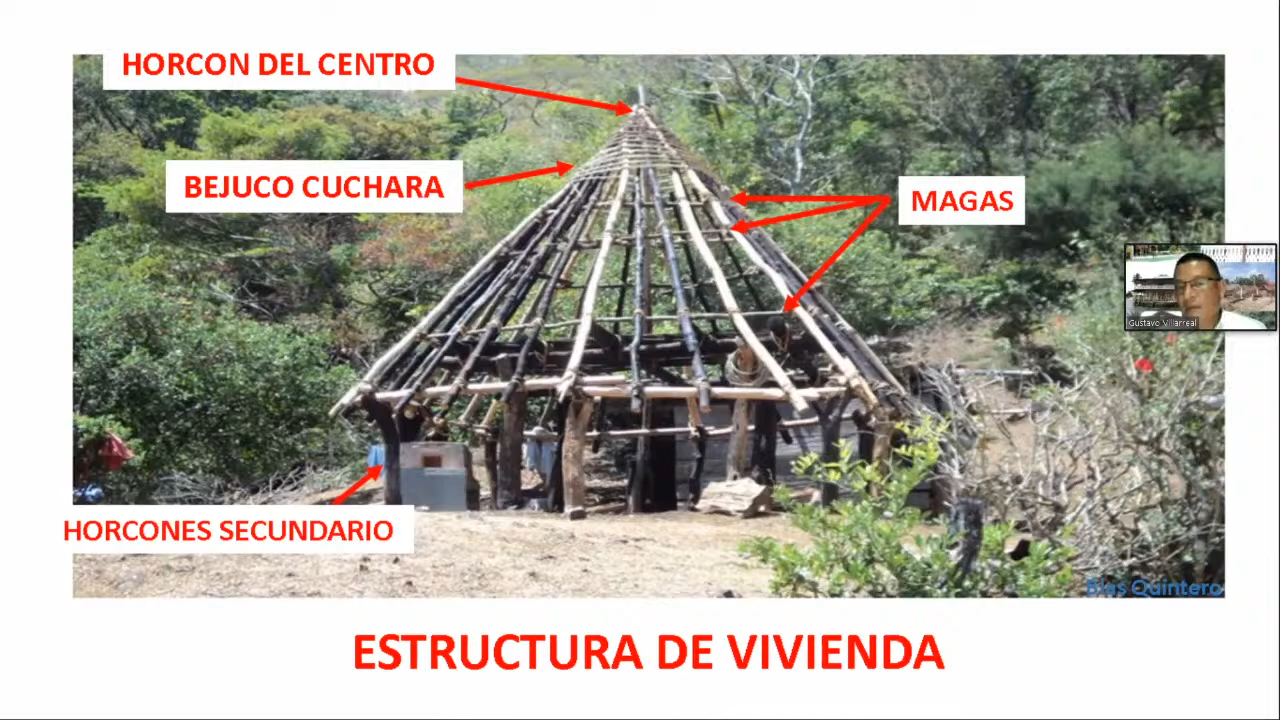 HORCON DEL CENTRO
BEJUCO CUCHARA
MAGAS
Gustavo Villarreal
HORCONES SECUNDARIO
Blas Quintero
ESTRUCTURA DE VIVIENDA